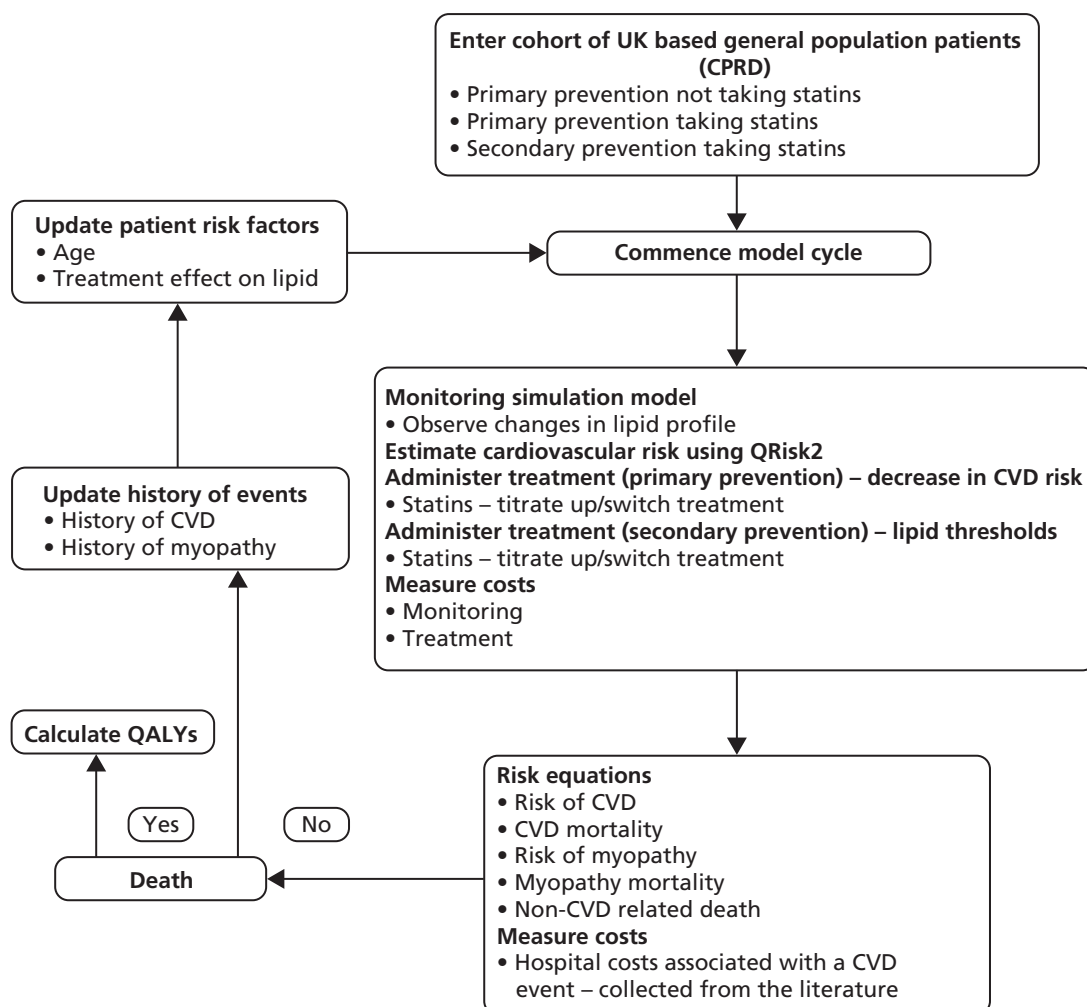 Enter cohort of UK based general population patients
(CPRD)
• Primary prevention not taking statins
• Primary prevention taking statins
• Secondary prevention taking statins
Update patient risk factors
• Age
• Treatment effect on lipid
Commence model cycle
Monitoring simulation model
• Observe changes in lipid profile
Estimate cardiovascular risk using QRisk2
Administer treatment (primary prevention) – decrease in CVD risk
• Statins – titrate up/switch treatment
Administer treatment (secondary prevention) – lipid thresholds
• Statins – titrate up/switch treatment
Measure costs
• Monitoring
• Treatment
Update history of events
• History of CVD
• History of myopathy
Calculate QALYs
Risk equations
• Risk of CVD
• CVD mortality
• Risk of myopathy
• Myopathy mortality
• Non-CVD related death
Measure costs
• Hospital costs associated with a CVD
event – collected from the literature
Yes
No
Death